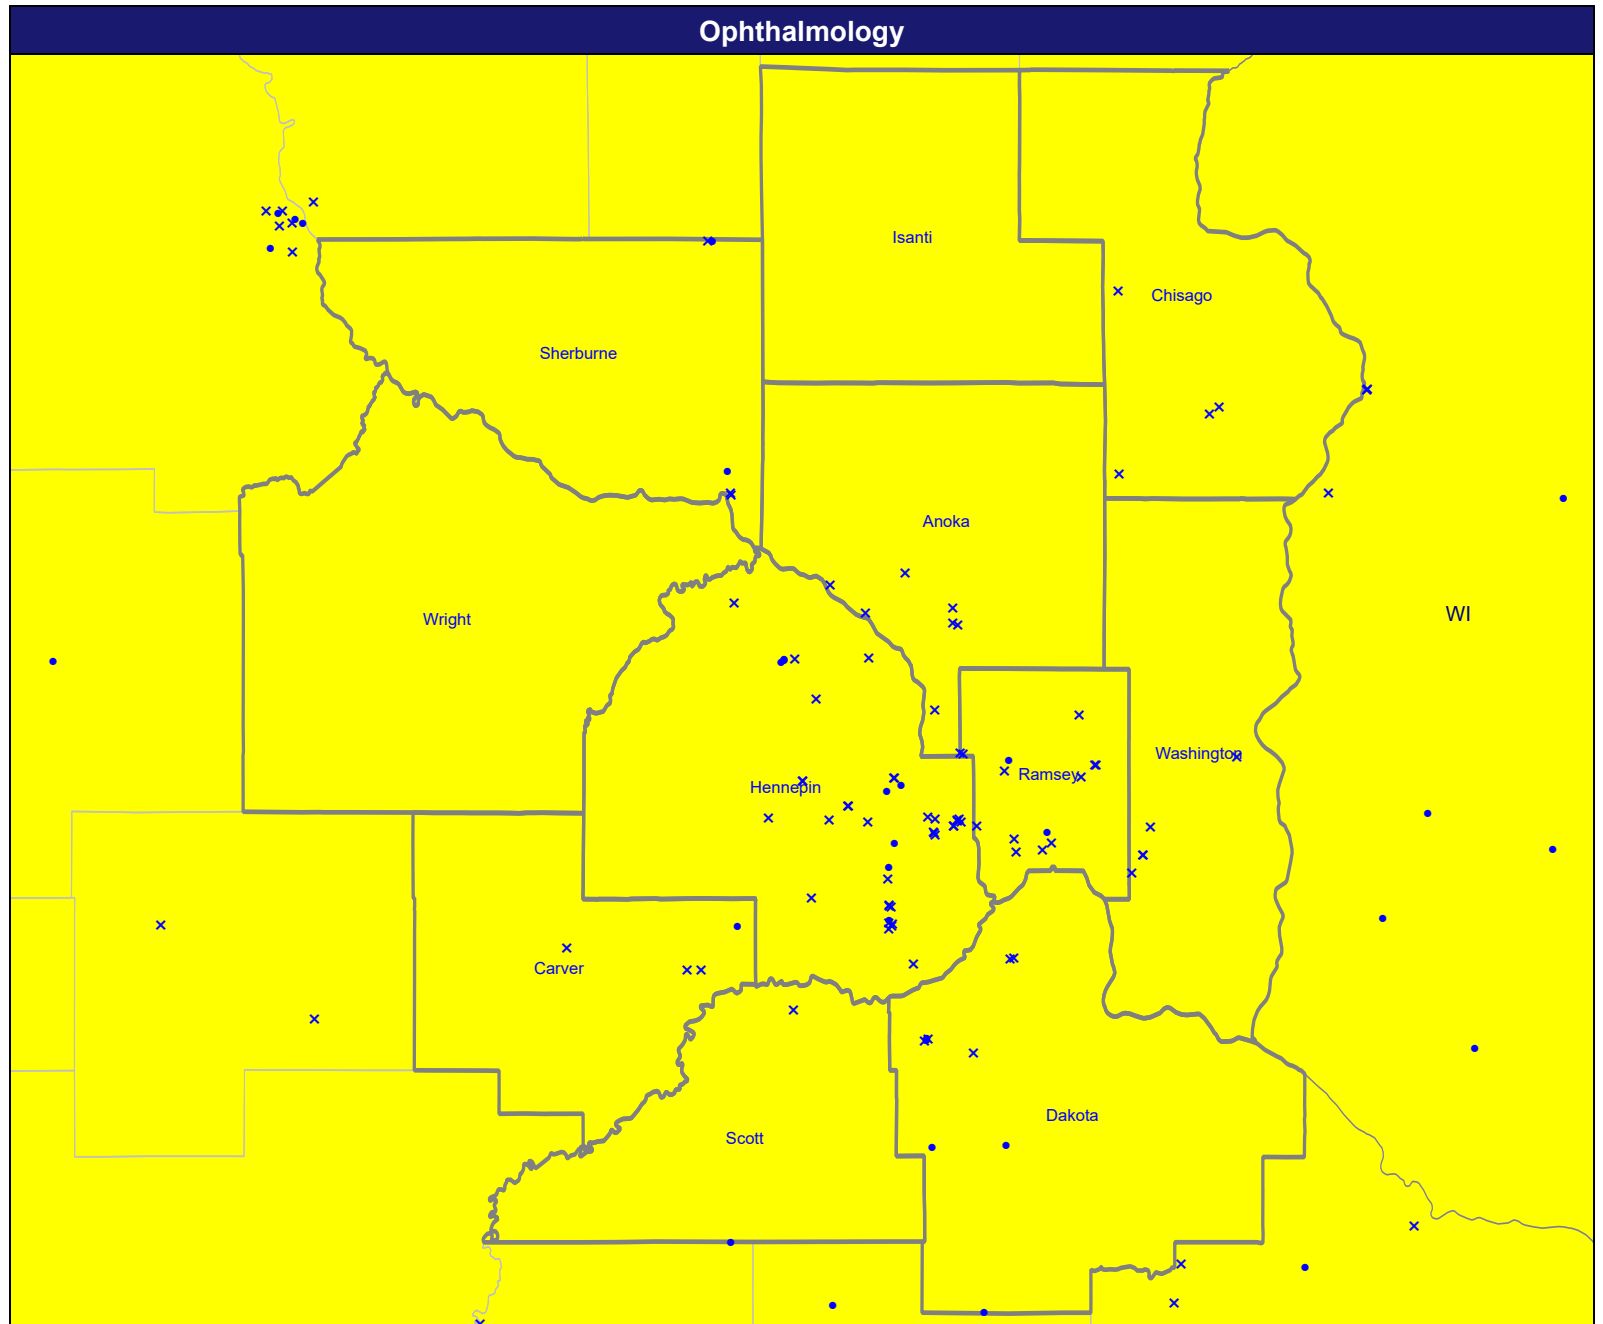 Ophthalmology
Isanti
Chisago
Sherburne
Anoka
WI
Wright
Washington
Ramsey
Hennepin
Carver
Dakota
Scott